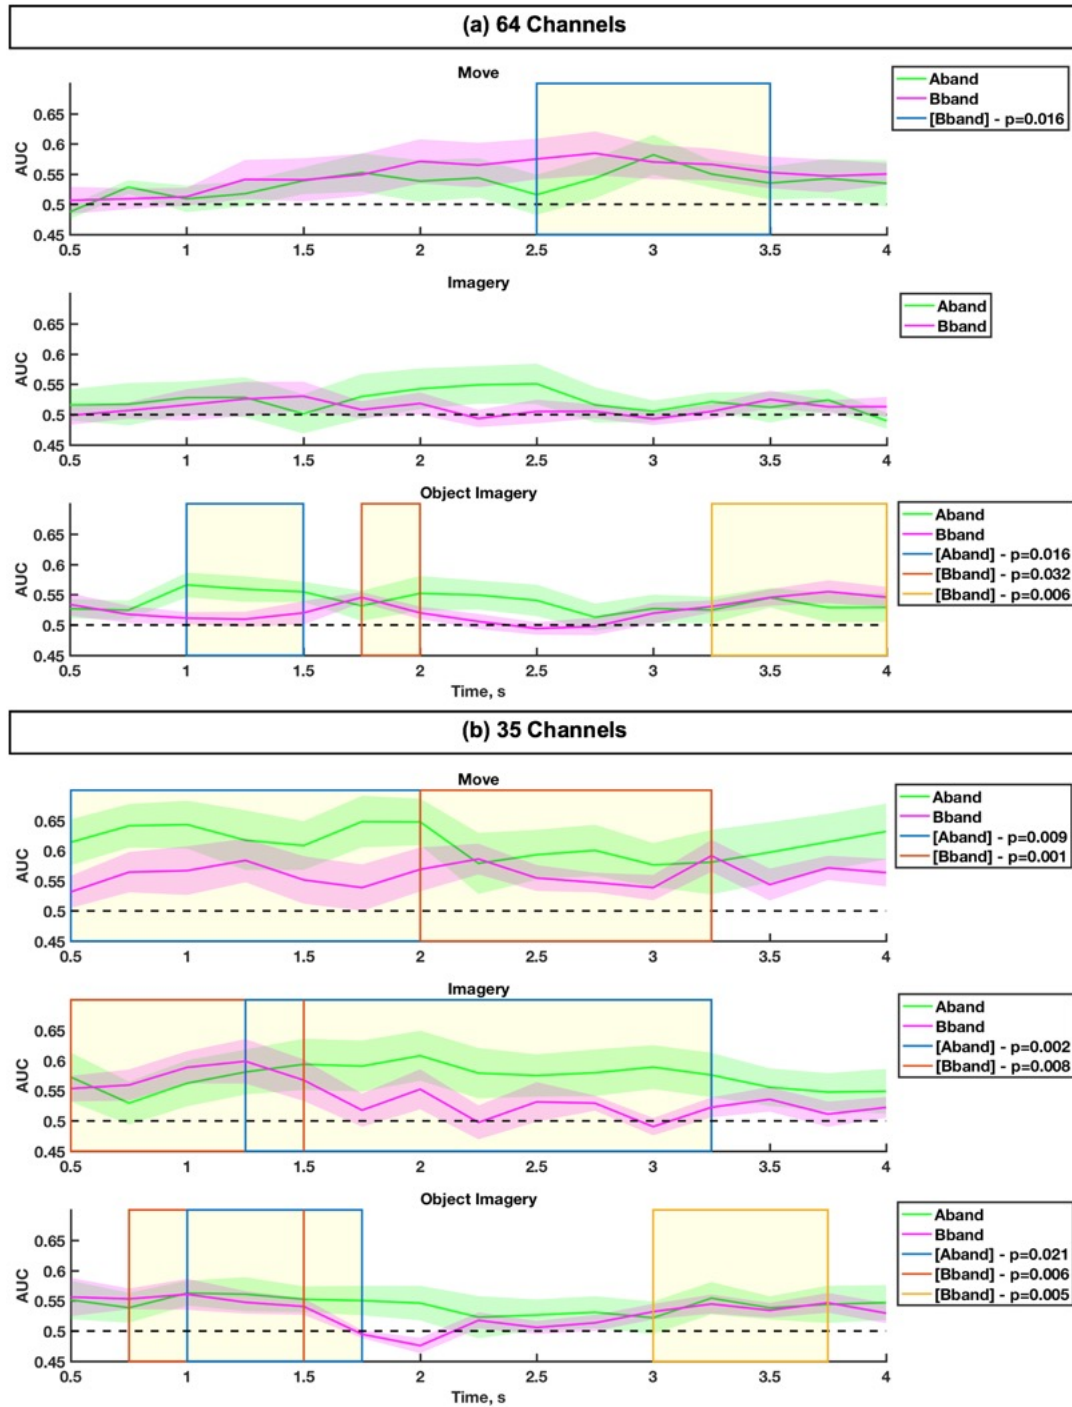 (a) 64 Channels
Move
AUC
0.65
0.6
0.55
0.5
0.45
0.5 1 1.5 2 2.5 3 3.5 4
Aband
Bband
[Bband] - p=0.016
Imagery
AUC
0.65
0.6
0.55
0.5
0.45
0.5 1 1.5 2 2.5 3 3.5 4
Aband
Bband
Object Imagery
AUC
0.65
0.6
0.55
0.5
0.45
0.5 1 1.5 2 2.5 3 3.5 4
Time, s
Aband
Bband
[Aband] - p=0.016
[Bband] - p=0.032
[Bband] - p=0.006
(b) 35 Channels
Move
AUC
0.65
0.6
0.55
0.5
0.45
0.5 1 1.5 2 2.5 3 3.5 4
Aband
Bband
[Aband] - p=0.009
[Bband] - p=0.001
Imagery
AUC
0.65
0.6
0.55
0.5
0.45
0.5 1 1.5 2 2.5 3 3.5 4
Aband
Bband
[Aband] - p=0.002
[Bband] - p=0.008
Object Imagery
AUC
0.65
0.6
0.55
0.5
0.45
0.5 1 1.5 2 2.5 3 3.5 4
Time, s
Aband
Bband
[Aband] - p=0.021
[Bband] - p=0.006
[Bband] - p=0.005